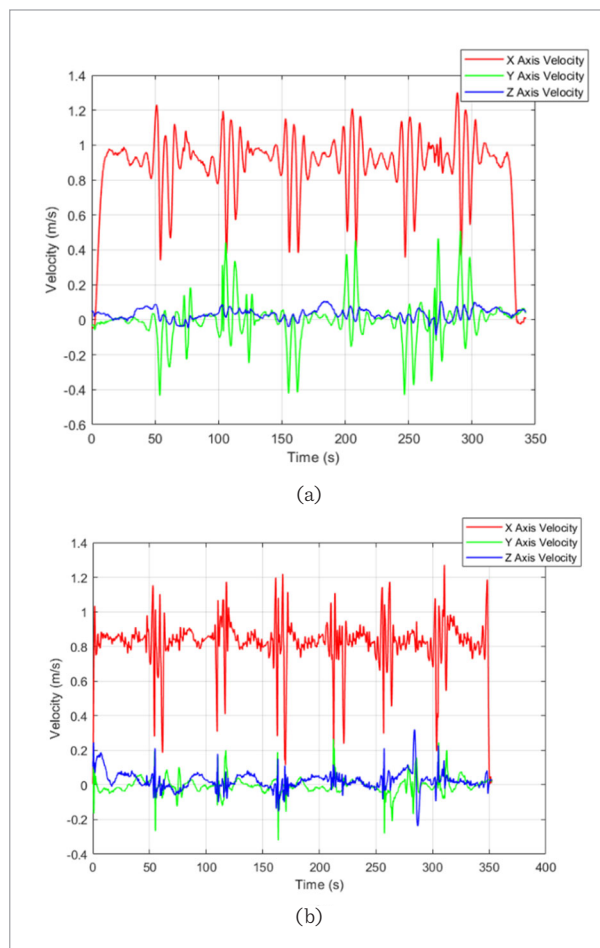 X Axis Velocity
Y Axis Velocity
Z Axis Velocity
1.4
1.2
1
0.8
0.6
0.4
0.2
0
-0.2
-0.4
-0.6
Velocity (m/s)
0 50 100 150 200 250 300 350
Time (s)
(a)
X Axis Velocity
Y Axis Velocity
Z Axis Velocity
1.4
1.2
1
0.8
0.6
0.4
0.2
0
-0.2
-0.4
Velocity (m/s)
0 50 100 150 200 250 300 350 400
Time (s)
(b)